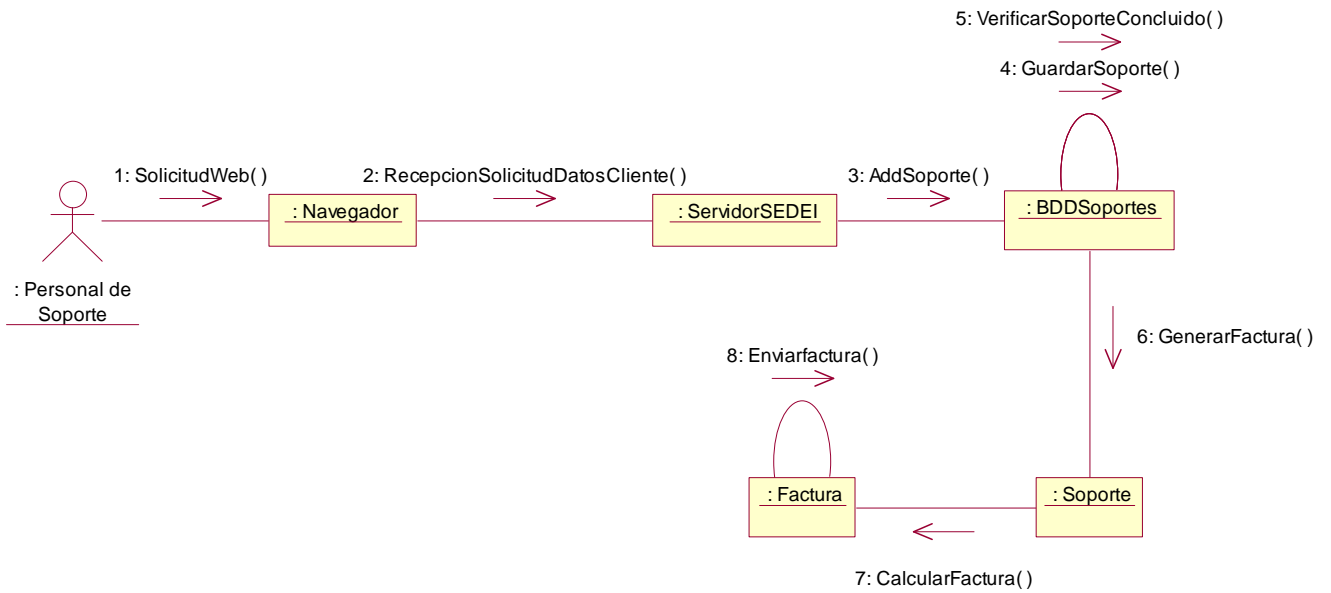 5: VerificarSoporteConcluido( )
4: GuardarSoporte( )
1: SolicitudWeb( )
2: RecepcionSolicitudDatosCliente( )
3: AddSoporte( )
: Navegador
: ServidorSEDEI
: BDDSoportes
: Personal de
Soporte
6: GenerarFactura( )
8: Enviarfactura( )
: Factura
: Soporte
7: CalcularFactura( )